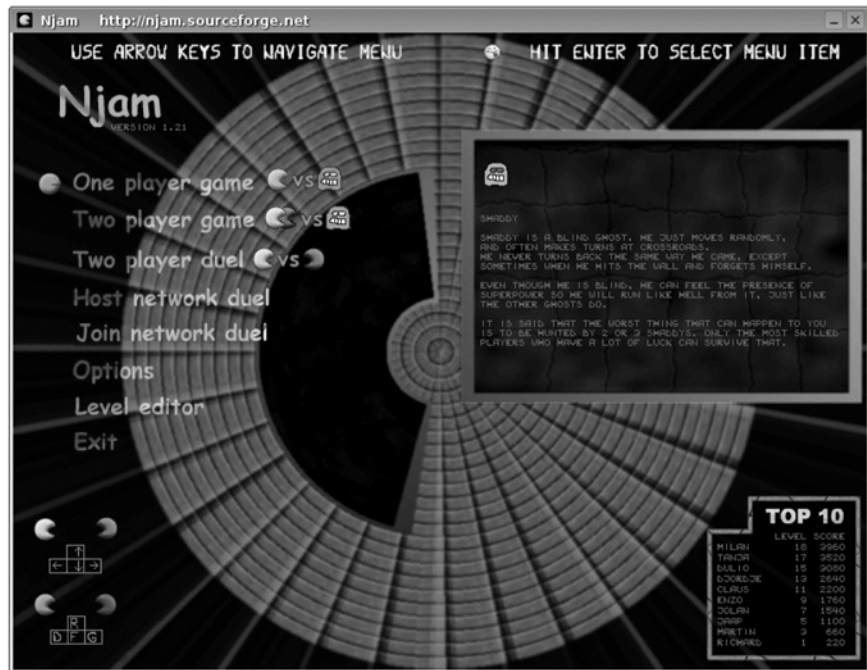 Njam http://njam.sourceforge.net
USE ARROW KEYS TO NAVIGATE MENU
HIT ENTER TO SELECT MENU ITEM
Njam
VERSION 1.21
One player game vs
Two player game vs
Two player duel vs
Host network duel
Join network duel
Options
Level editor
Exit
SHADDY
SHADDY IS A BLIND GHOST. HE JUST MOVES RANDOMLY,
AND OFTEN MAKES TURNS AT CROSSROADS.
HE NEVER TURNS BACK THE SAME WAY HE CAME, EXCEPT
SOMETIMES WHEN HE HITS THE WALL AND FORGETS HIMSELF.
EVEN THOUGH HE IS BLIND, HE CAN FEEL THE PRESENCE OF
SUPERPOWER SO HE WILL RUN LIKE HELL FROM IT, JUST LIKE
THE OTHER GHOSTS DO.
IT IS SAID THAT THE WORST THING THAT CAN HAPPEN TO YOU
IS TO BE HUNTED BY 2 OR 3 SHADDYS. ONLY THE MOST SKILLED
PLAYERS WHO HAVE A LOT OF LUCK CAN SURVIVE THAT.
↑
← ↓ →
R
D F G
TOP 10
LEVEL SCORE
MILAN 18 3960
TANJA 17 3520
DULIO 15 3080
DJORDJE 13 2640
CLAUS 11 2200
ENZO 9 1760
JOLAN 7 1540
JAAP 5 1100
MARTIN 3 660
RICHARD 1 220